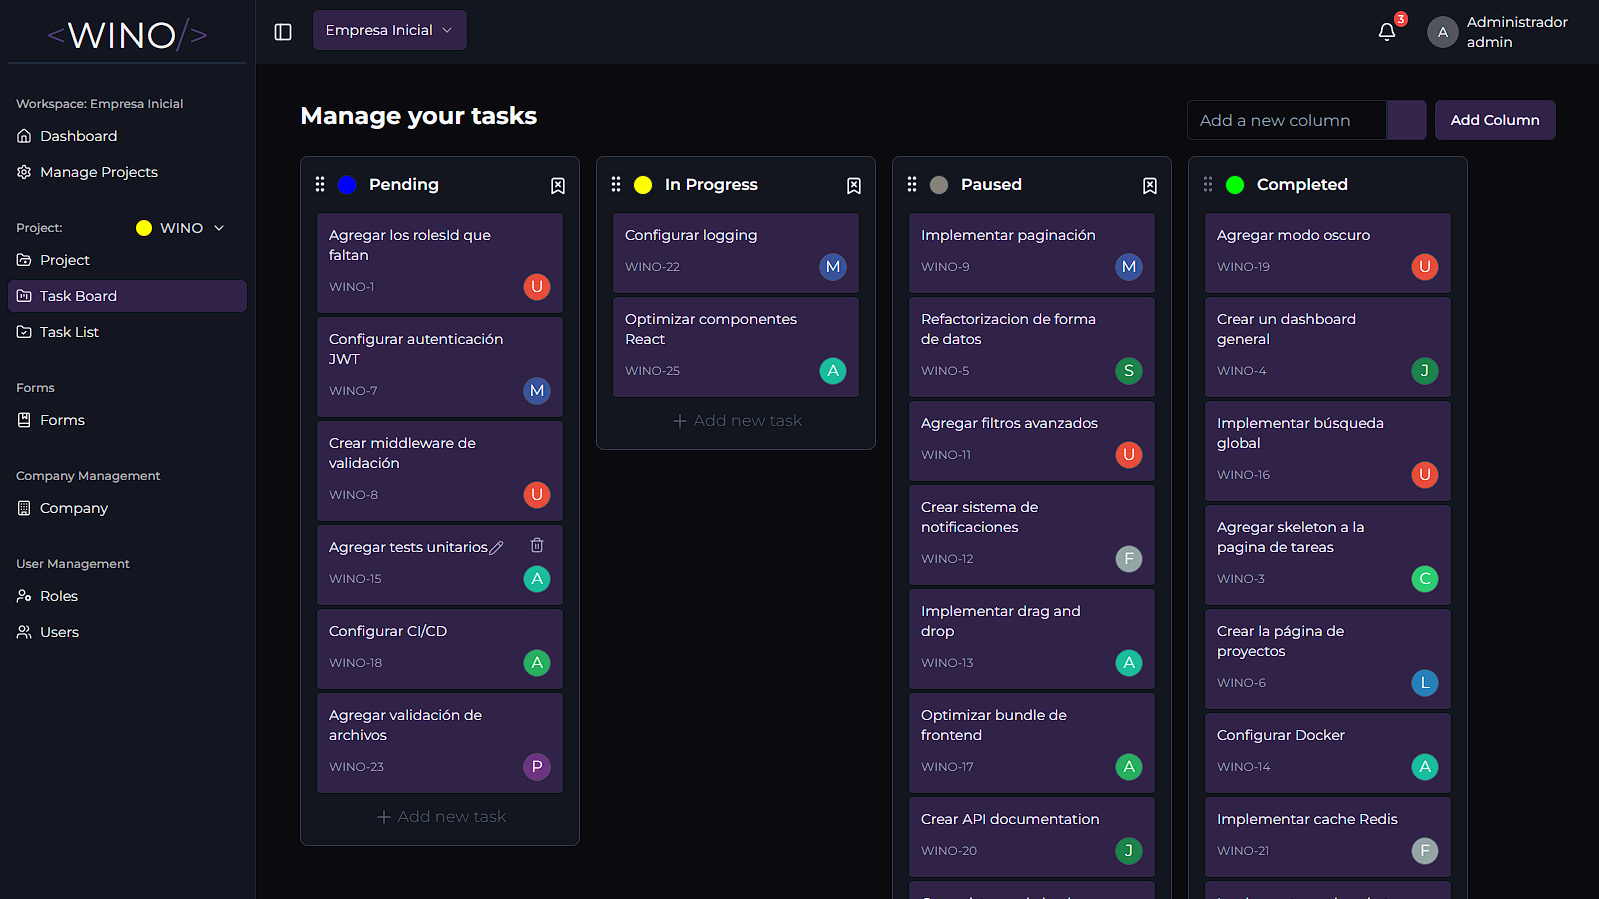 <WINO/>
Workspace: Empresa Inicial
Dashboard
Manage Projects
Project:
WINO
Project
Task Board
Task List
Forms
Forms
Company Management
Company
User Management
Roles
Users
Empresa Inicial
3
A
Administrador
admin
Manage your tasks
Add a new column
Add Column
Pending
Agregar los rolesId que
faltan
WINO-1
U
Configurar autenticación
JWT
WINO-7
M
Crear middleware de
validación
WINO-8
U
Agregar tests unitarios
WINO-15
A
Configurar CI/CD
WINO-18
A
Agregar validación de
archivos
WINO-23
P
+ Add new task
In Progress
Configurar logging
WINO-22
M
Optimizar componentes
React
WINO-25
A
+ Add new task
Paused
Implementar paginación
WINO-9
M
Refactorizacion de forma
de datos
WINO-5
S
Agregar filtros avanzados
WINO-11
U
Crear sistema de
notificaciones
WINO-12
F
Implementar drag and
drop
WINO-13
A
Optimizar bundle de
frontend
WINO-17
A
Crear API documentation
WINO-20
J
Completed
Agregar modo oscuro
WINO-19
U
Crear un dashboard
general
WINO-4
J
Implementar búsqueda
global
WINO-16
U
Agregar skeleton a la
pagina de tareas
WINO-3
C
Crear la página de
proyectos
WINO-6
L
Configurar Docker
WINO-14
A
Implementar cache Redis
WINO-21
F